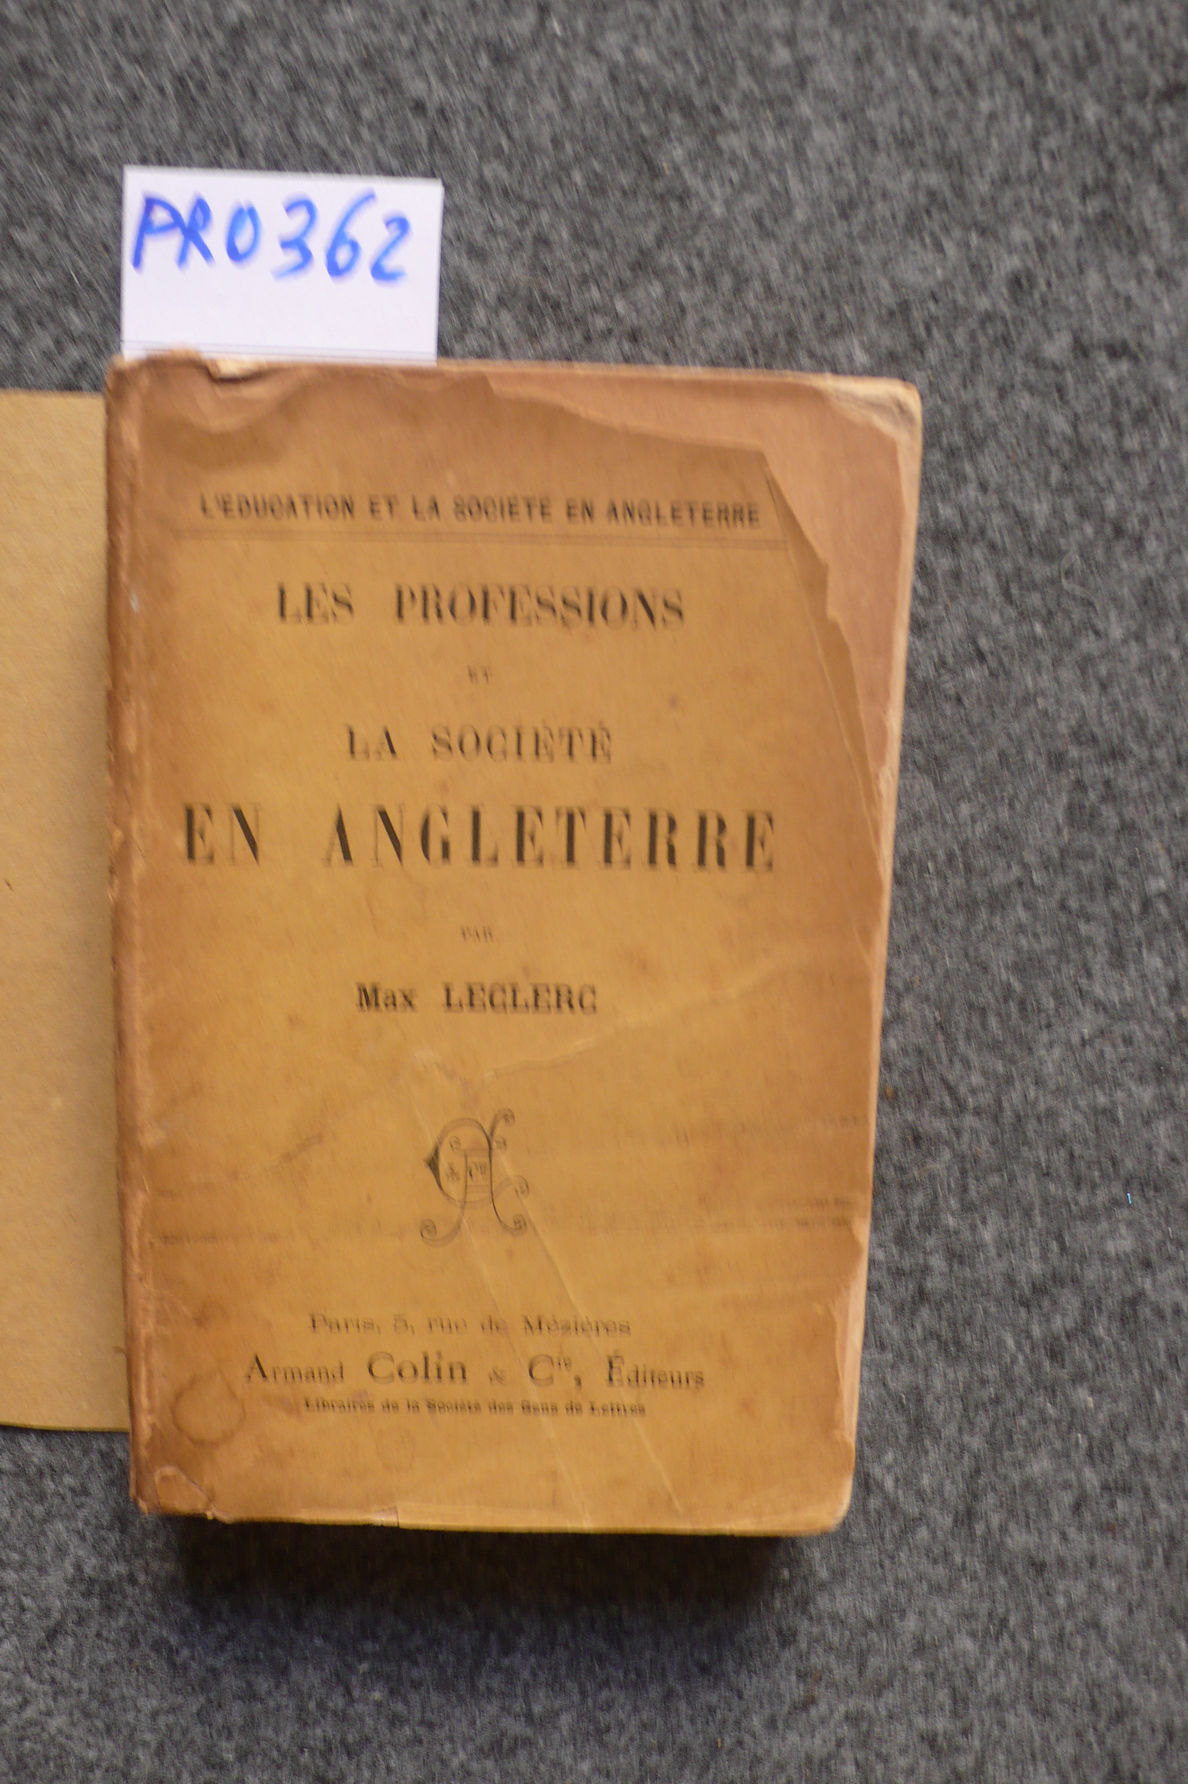 PRO362
L'EDUCATION ET LA SOCIÉTÉ EN ANGLETERRE
LES PROFESSIONS
ET
LA SOCIÉTÉ
EN ANGLETERRE
PAR
Max LECLERC
Paris, 5, rue de Mézières
Armand Colin & Cie, Éditeurs
Libraires de la Société des Gens de Lettres